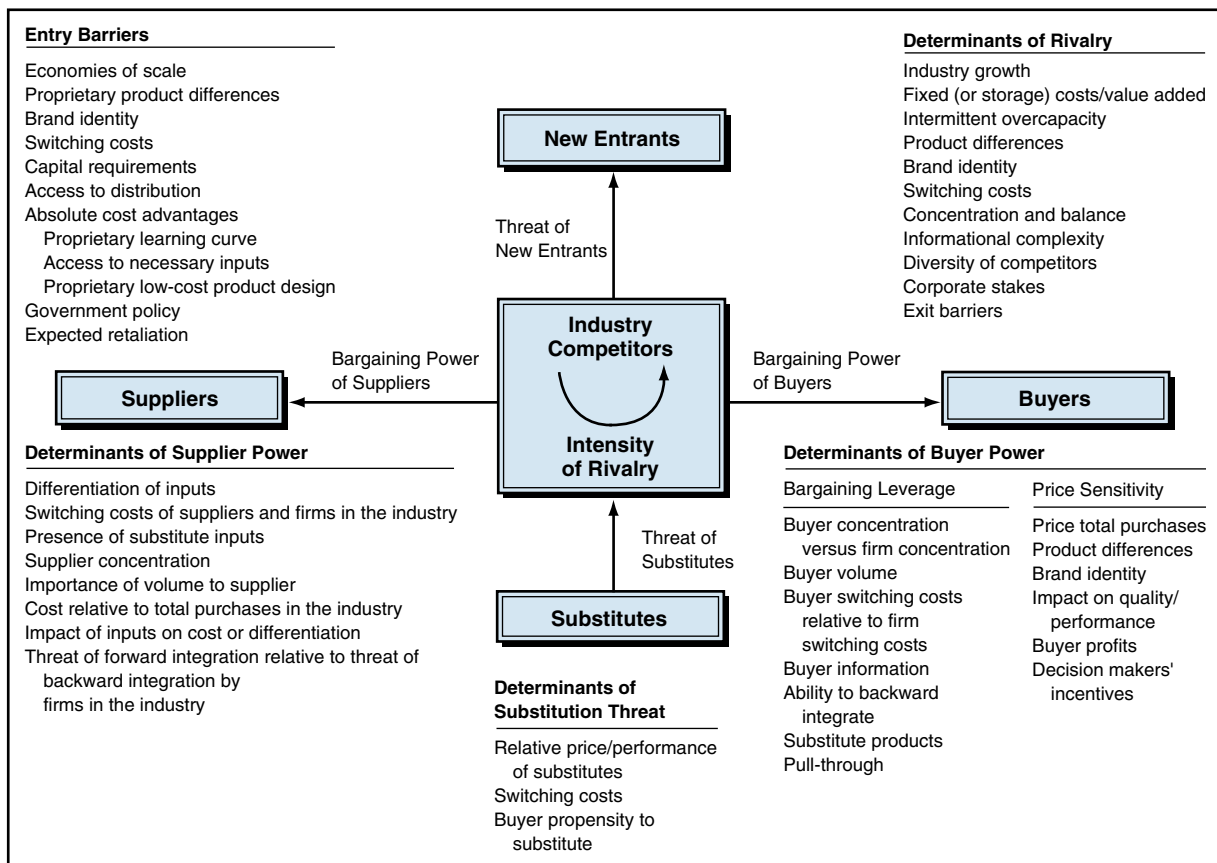 Entry Barriers
Economies of scale
Proprietary product differences
Brand identity
Switching costs
Capital requirements
Access to distribution
Absolute cost advantages
Proprietary learning curve
Access to necessary inputs
Proprietary low-cost product design
Government policy
Expected retaliation
New Entrants
Threat of
New Entrants
Determinants of Rivalry
Industry growth
Fixed (or storage) costs/value added
Intermittent overcapacity
Product differences
Brand identity
Switching costs
Concentration and balance
Informational complexity
Diversity of competitors
Corporate stakes
Exit barriers
Suppliers
Bargaining Power
of Suppliers
Industry
Competitors
Intensity
of Rivalry
Bargaining Power
of Buyers
Buyers
Determinants of Supplier Power
Differentiation of inputs
Switching costs of suppliers and firms in the industry
Presence of substitute inputs
Supplier concentration
Importance of volume to supplier
Cost relative to total purchases in the industry
Impact of inputs on cost or differentiation
Threat of forward integration relative to threat of
backward integration by
firms in the industry
Threat of
Substitutes
Substitutes
Determinants of
Substitution Threat
Relative price/performance
of substitutes
Switching costs
Buyer propensity to
substitute
Determinants of Buyer Power
Bargaining Leverage
Buyer concentration
versus firm concentration
Buyer volume
Buyer switching costs
relative to firm
switching costs
Buyer information
Ability to backward
integrate
Substitute products
Pull-through
Price Sensitivity
Price total purchases
Product differences
Brand identity
Impact on quality/
performance
Buyer profits
Decision makers'
incentives